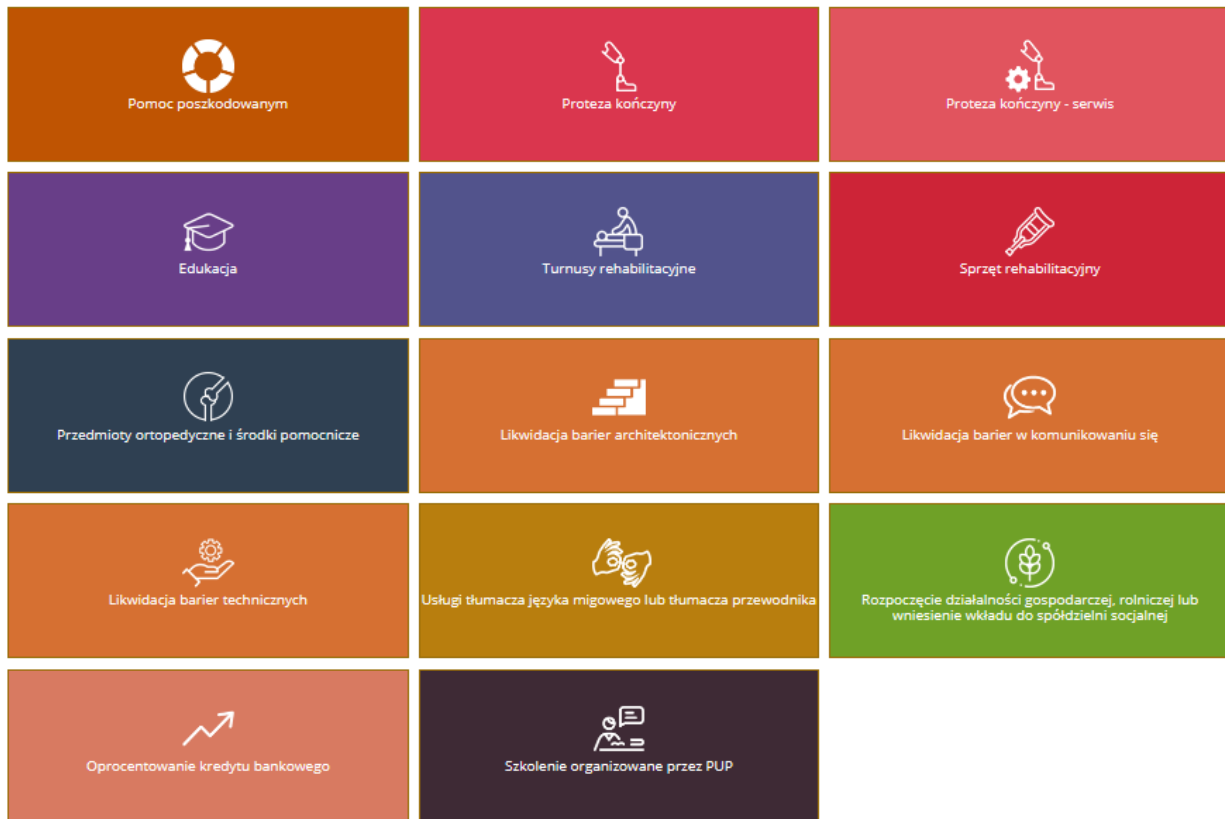 Pomoc poszkodowanym
Proteza kończyny
Proteza kończyny - serwis
Edukacja
Turnusy rehabilitacyjne
Sprzęt rehabilitacyjny
Przedmioty ortopedyczne i środki pomocnicze
Likwidacja barier architektonicznych
Likwidacja barier w komunikowaniu się
Likwidacja barier technicznych
Usługi tłumacza języka migowego lub tłumacza przewodnika
Rozpoczęcie działalności gospodarczej, rolniczej lub
wniesienie wkładu do spółdzielni socjalnej
Oprocentowanie kredytu bankowego
Szkolenie organizowane przez PUP